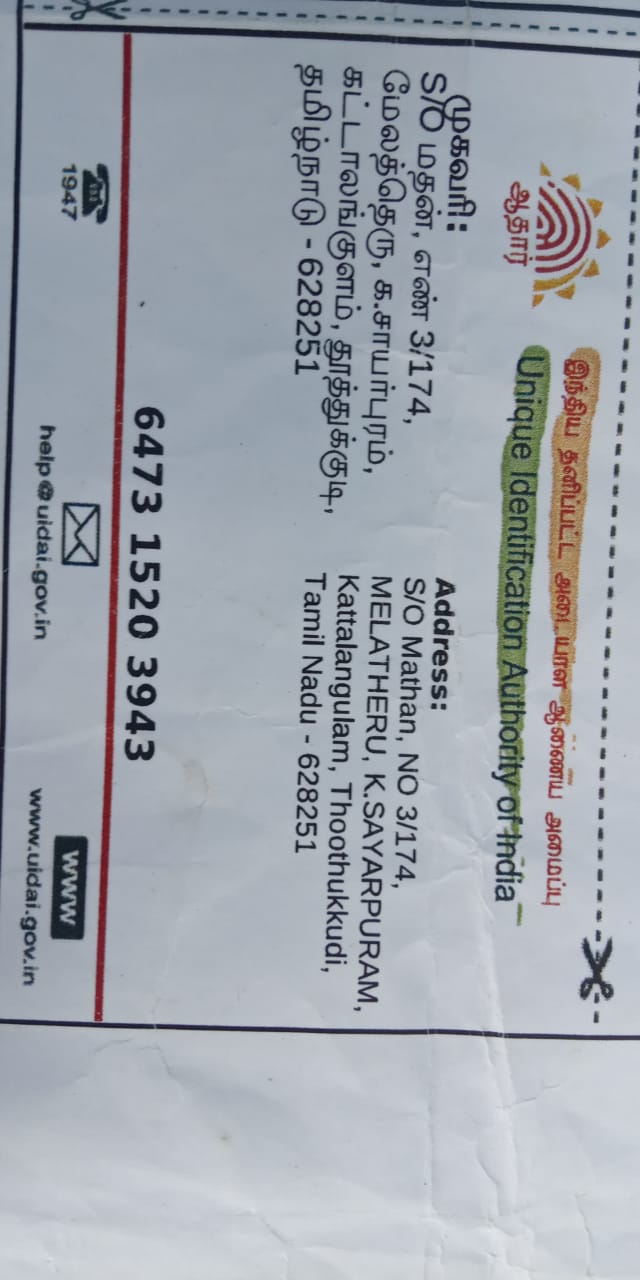 இந்திய தனிப்பட்ட அடையாள ஆணைய அமைப்பு
Unique Identification Authority of India
ஆதார்
முகவரி:
S/O மதன், எண் 3/174,
மேலத்தெரு, க.சாயர்புரம்,
கட்டாலங்குளம், தூத்துக்குடி,
தமிழ்நாடு - 628251
Address:
S/O Mathan, NO 3/174,
MELATHERU, K.SAYARPURAM,
Kattalangulam, Thoothukkudi,
Tamil Nadu - 628251
6473 1520 3943
1947
help@uidai.gov.in
www
www.uidai.gov.in